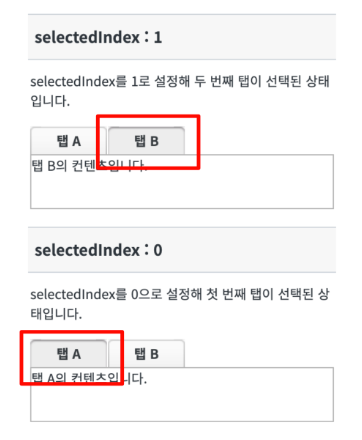 selectedIndex : 1
selectedIndex를 1로 설정해 두 번째 탭이 선택된 상태
입니다.
탭 A 탭 B
탭 B의 컨텐츠입니다.
selectedIndex : 0
selectedIndex를 0으로 설정해 첫 번째 탭이 선택된 상
태입니다.
탭 A 탭 B
탭 A의 컨텐츠입니다.